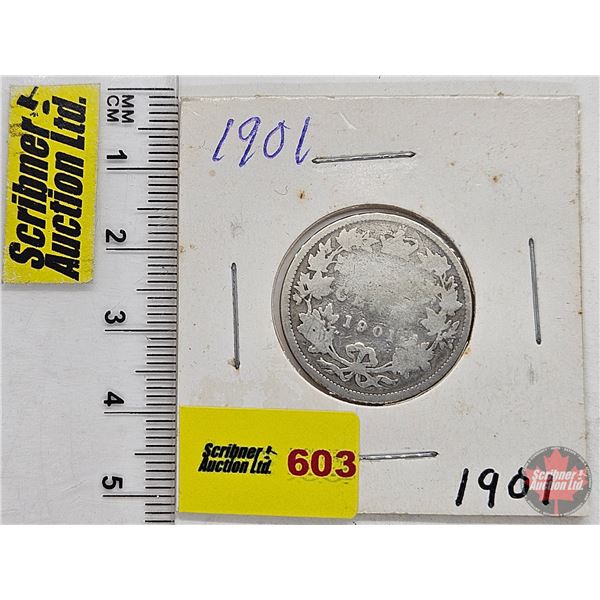 Scribner
Auction Ltd.
MM
CM
1
2
3
4
5
1901
1901
Scribner
Auction Ltd.
603
1901
Scribner
Auction Ltd.